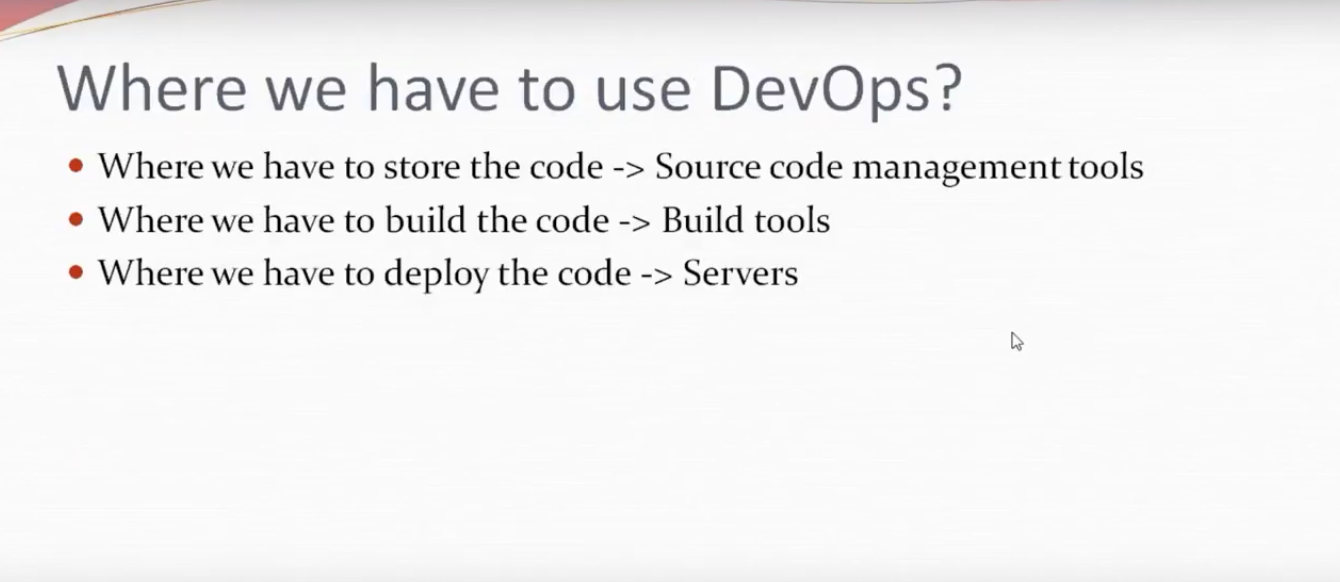 Where we have to use DevOps?
• Where we have to store the code -> Source code management tools
• Where we have to build the code -> Build tools
• Where we have to deploy the code -> Servers